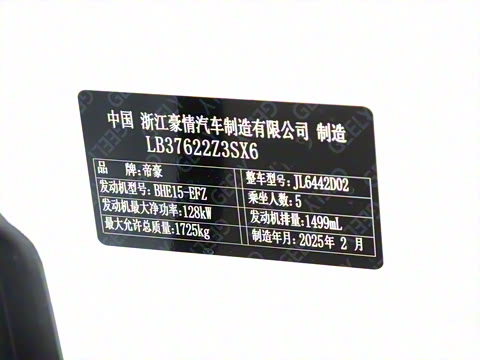 中国 浙江豪情汽车制造有限公司 制造
LB37622Z3SX6
品 牌:帝豪
整车型号:JL6442D02
发动机型号:BHE15-EFZ
乘坐人数:5
发动机最大净功率:128kW
发动机排量:1499mL
最大允许总质量:1725kg
制造年月:2025年 2 月